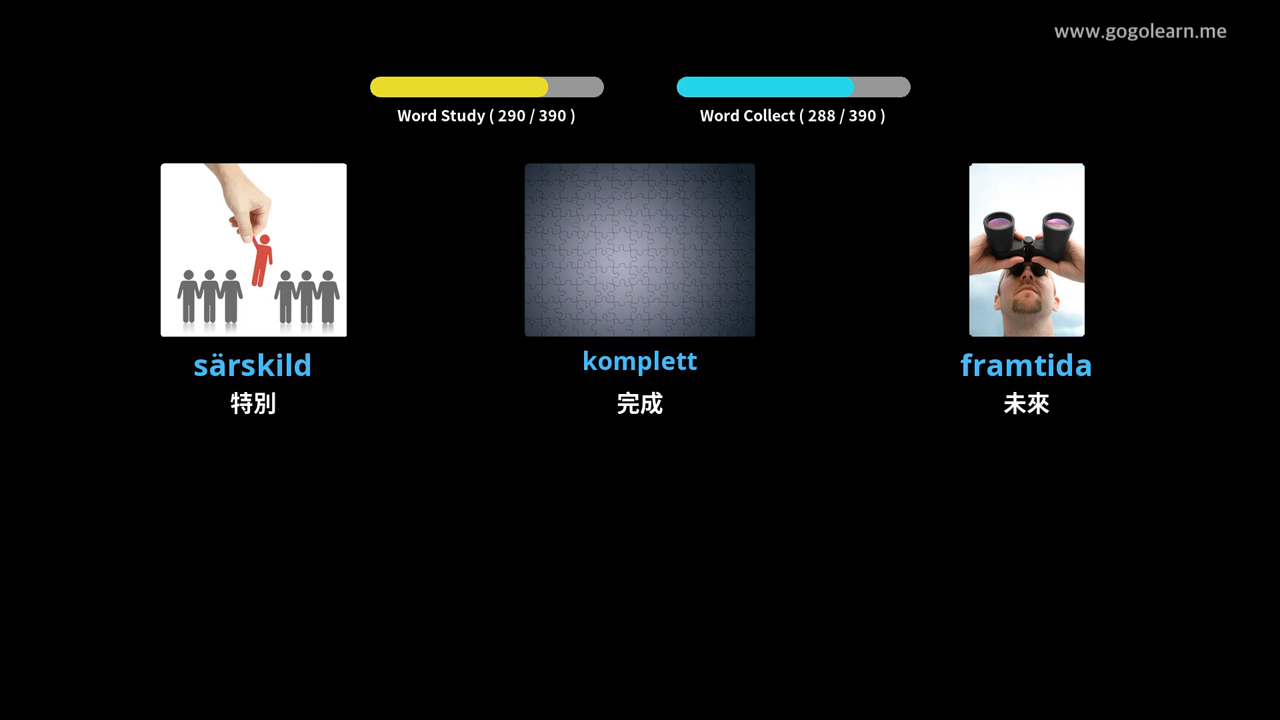 www.gogolearn.me
Word Study ( 290 / 390 )
Word Collect ( 288 / 390 )
särskild
komplett
framtida
特別
完成
未來